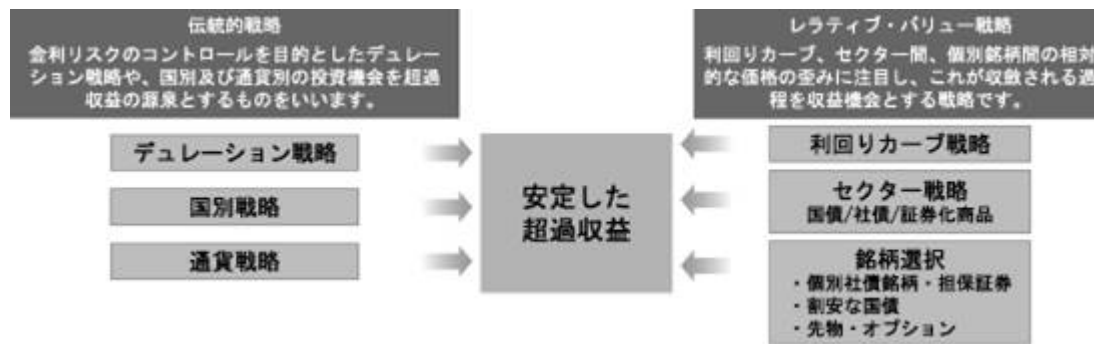 伝統的戦略
金利リスクのコントロールを目的としたデュレー
ション戦略や、国別及び通貨別の投資機会を超過
収益の源泉とするものをいいます。
デュレーション戦略
国別戦略
通貨戦略
安定した
超過収益
レラティブ・バリュー戦略
利回りカーブ、セクター間、個別銘柄間の相対
的な価格の歪みに注目し、これが収斂される過
程を収益機会とする戦略です。
利回りカーブ戦略
セクター戦略
国債/社債/証券化商品
銘柄選択
・個別社債銘柄・担保証券
・割安な国債
・先物・オプション